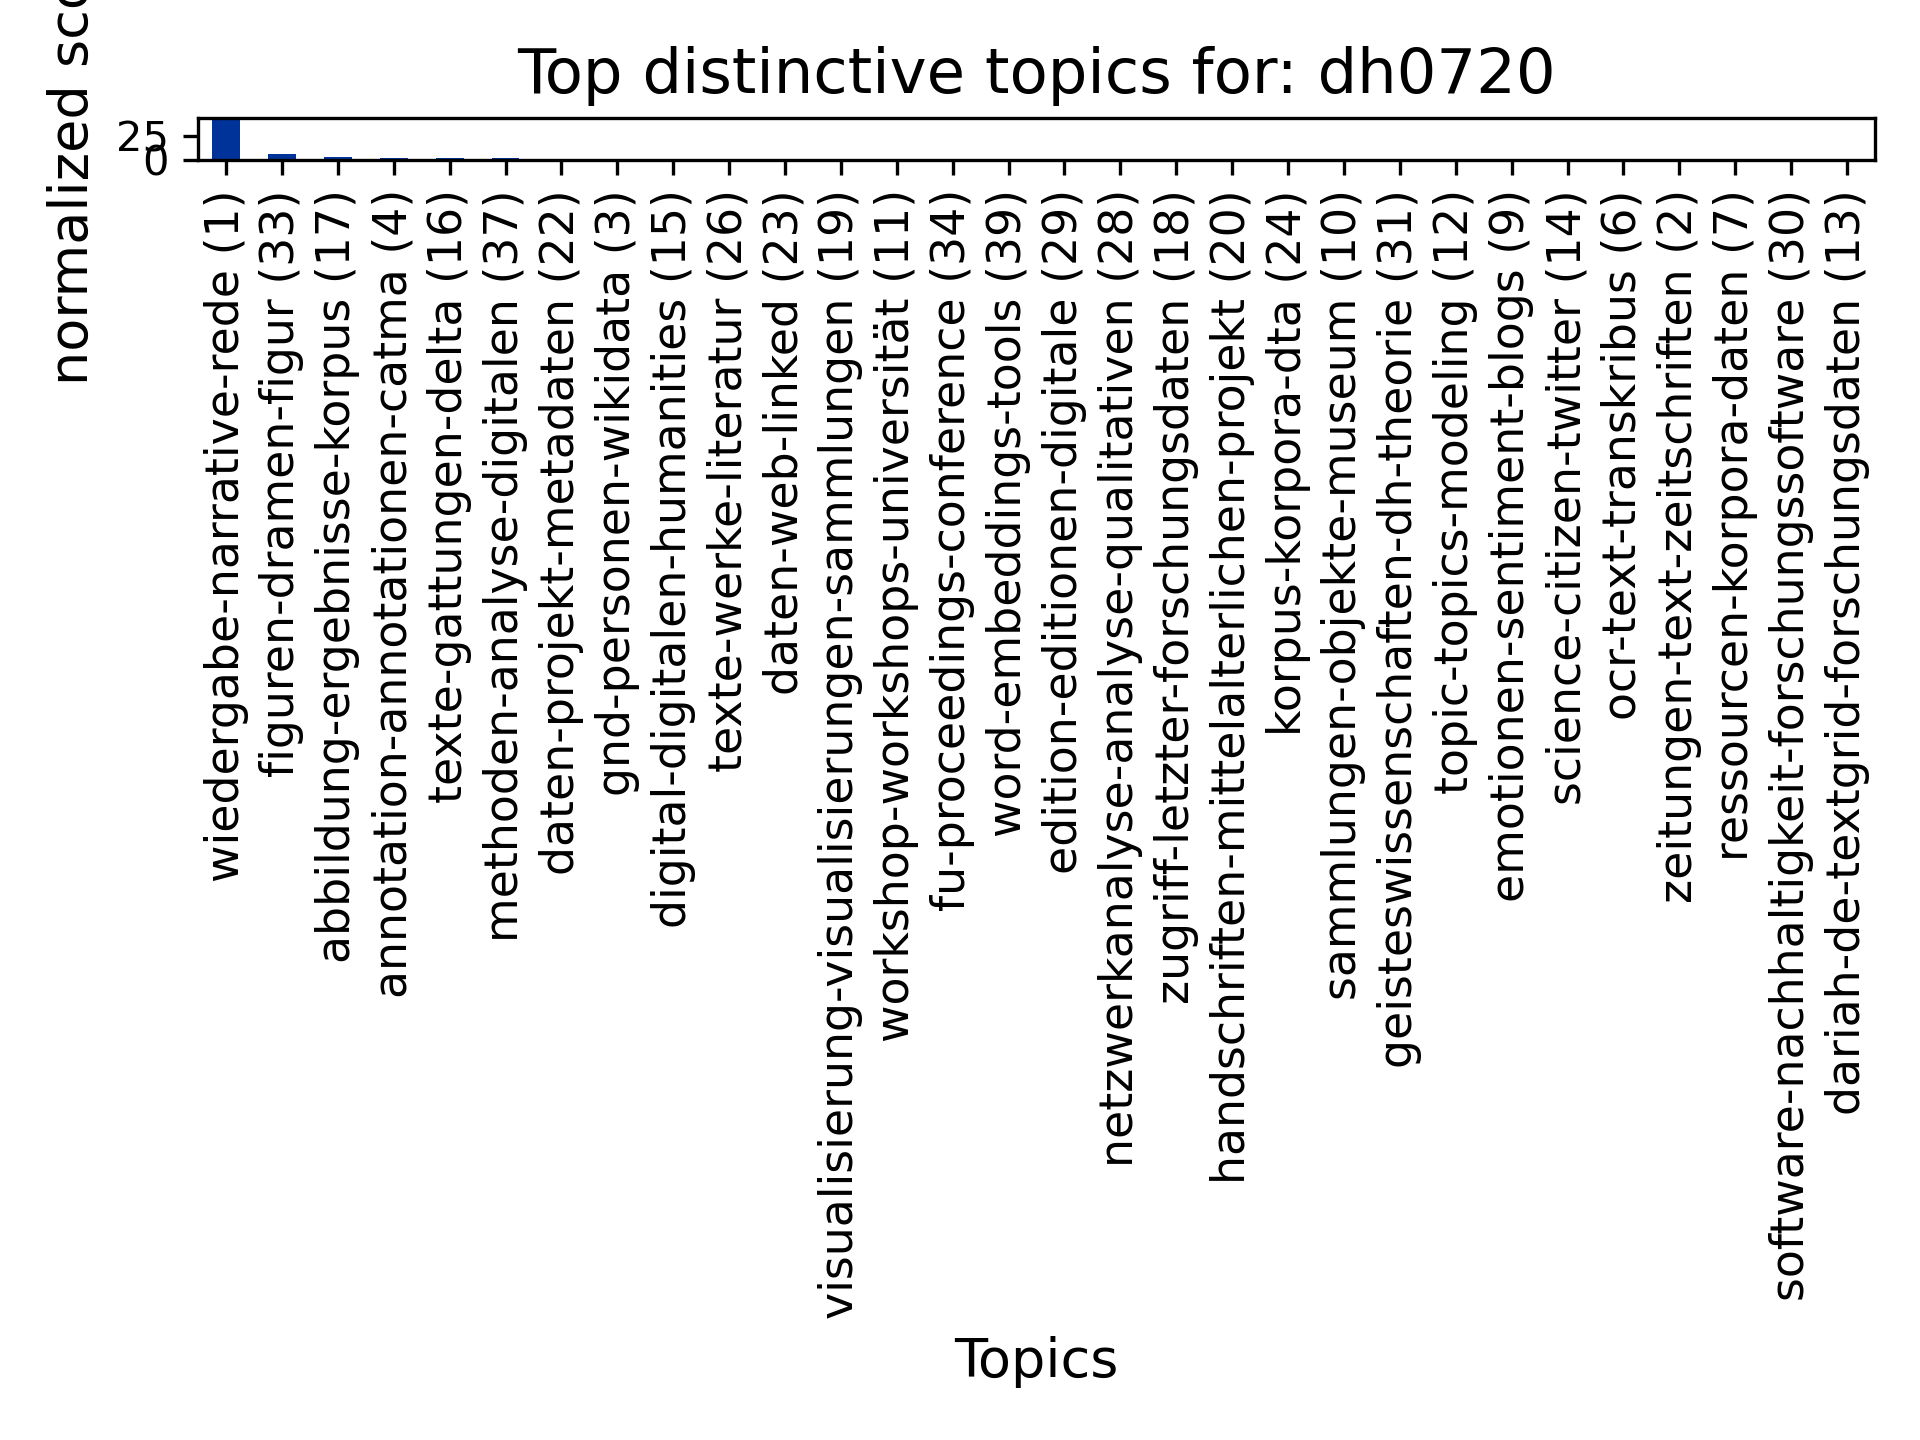 Top distinctive topics for: dh0720
normalized
25
0
wiedergabe-narrative-rede (1)
figuren-dramen-figur (33)
abbildung-ergebnisse-korpus (17)
annotation-annotationen-catma (4)
texte-gattungen-delta (16)
methoden-analyse-digitalen (37)
daten-projekt-metadaten (22)
gnd-personen-wikidata (3)
digital-digitalen-humanities (15)
texte-werke-literatur (26)
daten-web-linked (23)
visualisierung-visualisierungen-sammlungen (19)
workshop-workshops-universität (11)
fu-proceedings-conference (34)
word-embeddings-tools (39)
edition-editionen-digitale (29)
netzwerkanalyse-analyse-qualitativen (28)
zugriff-letzter-forschungsdaten (18)
handschriften-mittelalterlichen-projekt (20)
korpus-korpora-dta (24)
sammlungen-objekte-museum (10)
geisteswissenschaften-dh-theorie (31)
topic-topics-modeling (12)
emotionen-sentiment-blogs (9)
science-citizen-twitter (14)
ocr-text-transkribus (6)
zeitungen-text-zeitschriften (2)
ressourcen-korpora-daten (7)
software-nachhaltigkeit-forschungssoftware (30)
dariah-de-textgrid-forschungsdaten (13)
Topics